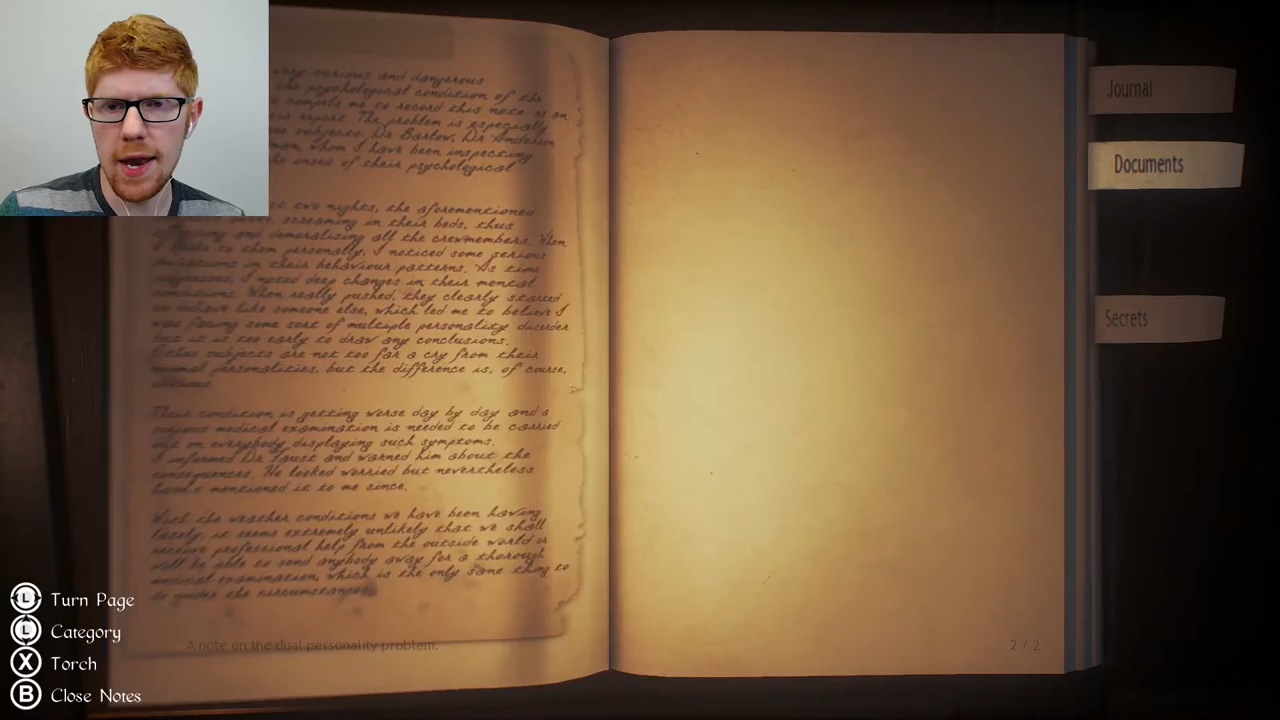 very curious and dangerous
the psychological condition of the
compels me to record this note as an
report. The problem is especially
subjects, Dr Barlow, Dr Anderson
whom I have been inspecting
the onset of their psychological
two nights, the aforementioned
screaming in their beds, thus
and demoralising all the crewmembers. When
I to them personally, I noticed some serious
in their behaviour patterns. As time
I noted deep changes in their mental
conditions. When really pushed, they clearly started
to behave like someone else, which led me to believe I
was facing some sort of multiple personality disorder
but it is too early to draw any conclusions.
Other subjects are not too far a cry from their
normal personalities, but the difference is, of course,
obvious.
Their condition is getting worse day by day and a
serious medical examination is needed to be carried
out on everybody displaying such symptoms.
I informed Dr Faust and warned him about the
consequences. He looked worried but nevertheless
hasn't mentioned it to me since.
With the weather conditions we have been having
lately, it seems extremely unlikely that we shall
receive professional help from the outside world or
will be able to send anybody away for a thorough
medical examination, which is the only sane thing to
do under the circumstances.
A note on the dual personality problem.
2 / 2
Journal
Documents
Secrets
L Turn Page
L Category
X Torch
B Close Notes